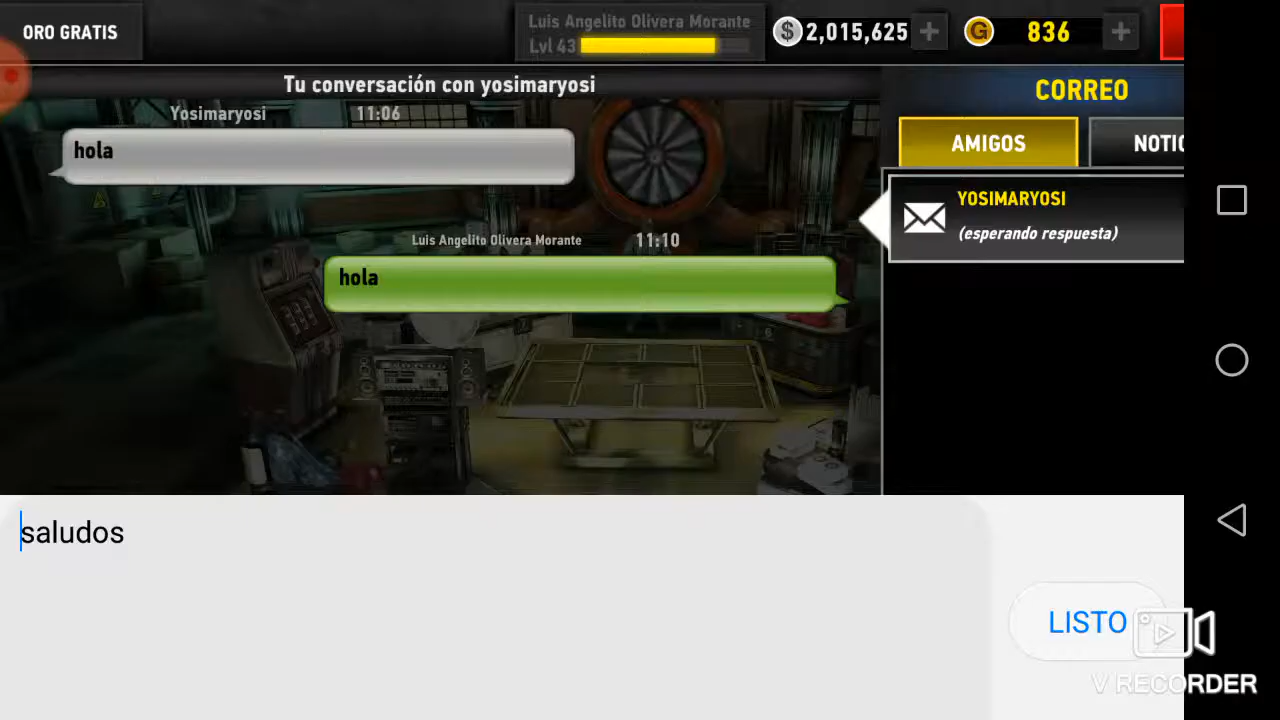 ORO GRATIS
Luis Angelito Olivera Morante
Lvl 43
2,015,625
G 836
Tu conversación con yosimaryosi
CORREO
Yosimaryosi 11:06
hola
AMIGOS
NOTIC
YOSIMARYOSI
(esperando respuesta)
Luis Angelito Olivera Morante 11:10
hola
saludos
LISTO
V RECORDER